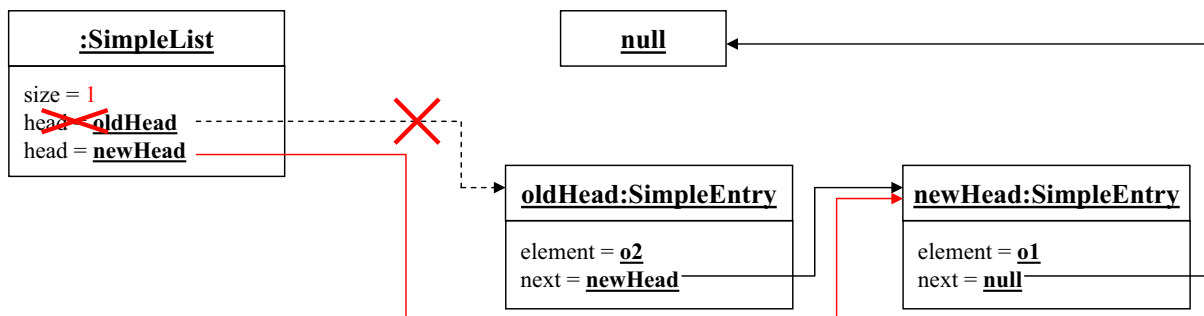 :SimpleList
size = 1
head = oldHead
head = newHead
null
oldHead:SimpleEntry
element = o2
next = newHead
newHead:SimpleEntry
element = o1
next = null